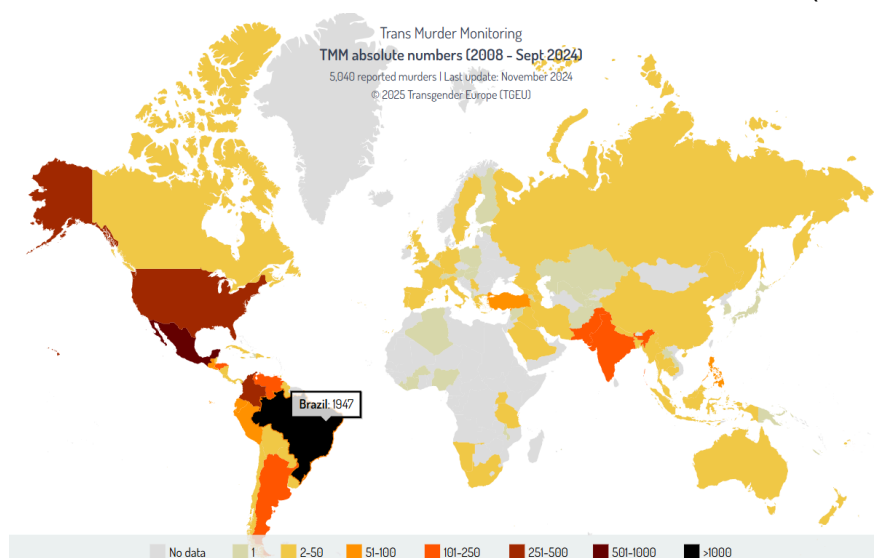 Trans Murder Monitoring
TMM absolute numbers (2008 - Sept 2024)
5,040 reported murders | Last update: November 2024
© 2025 Transgender Europe (TGEU)
Brazil: 1947
No data 1 2-50 51-100 101-250 251-500 501-1000 >1000